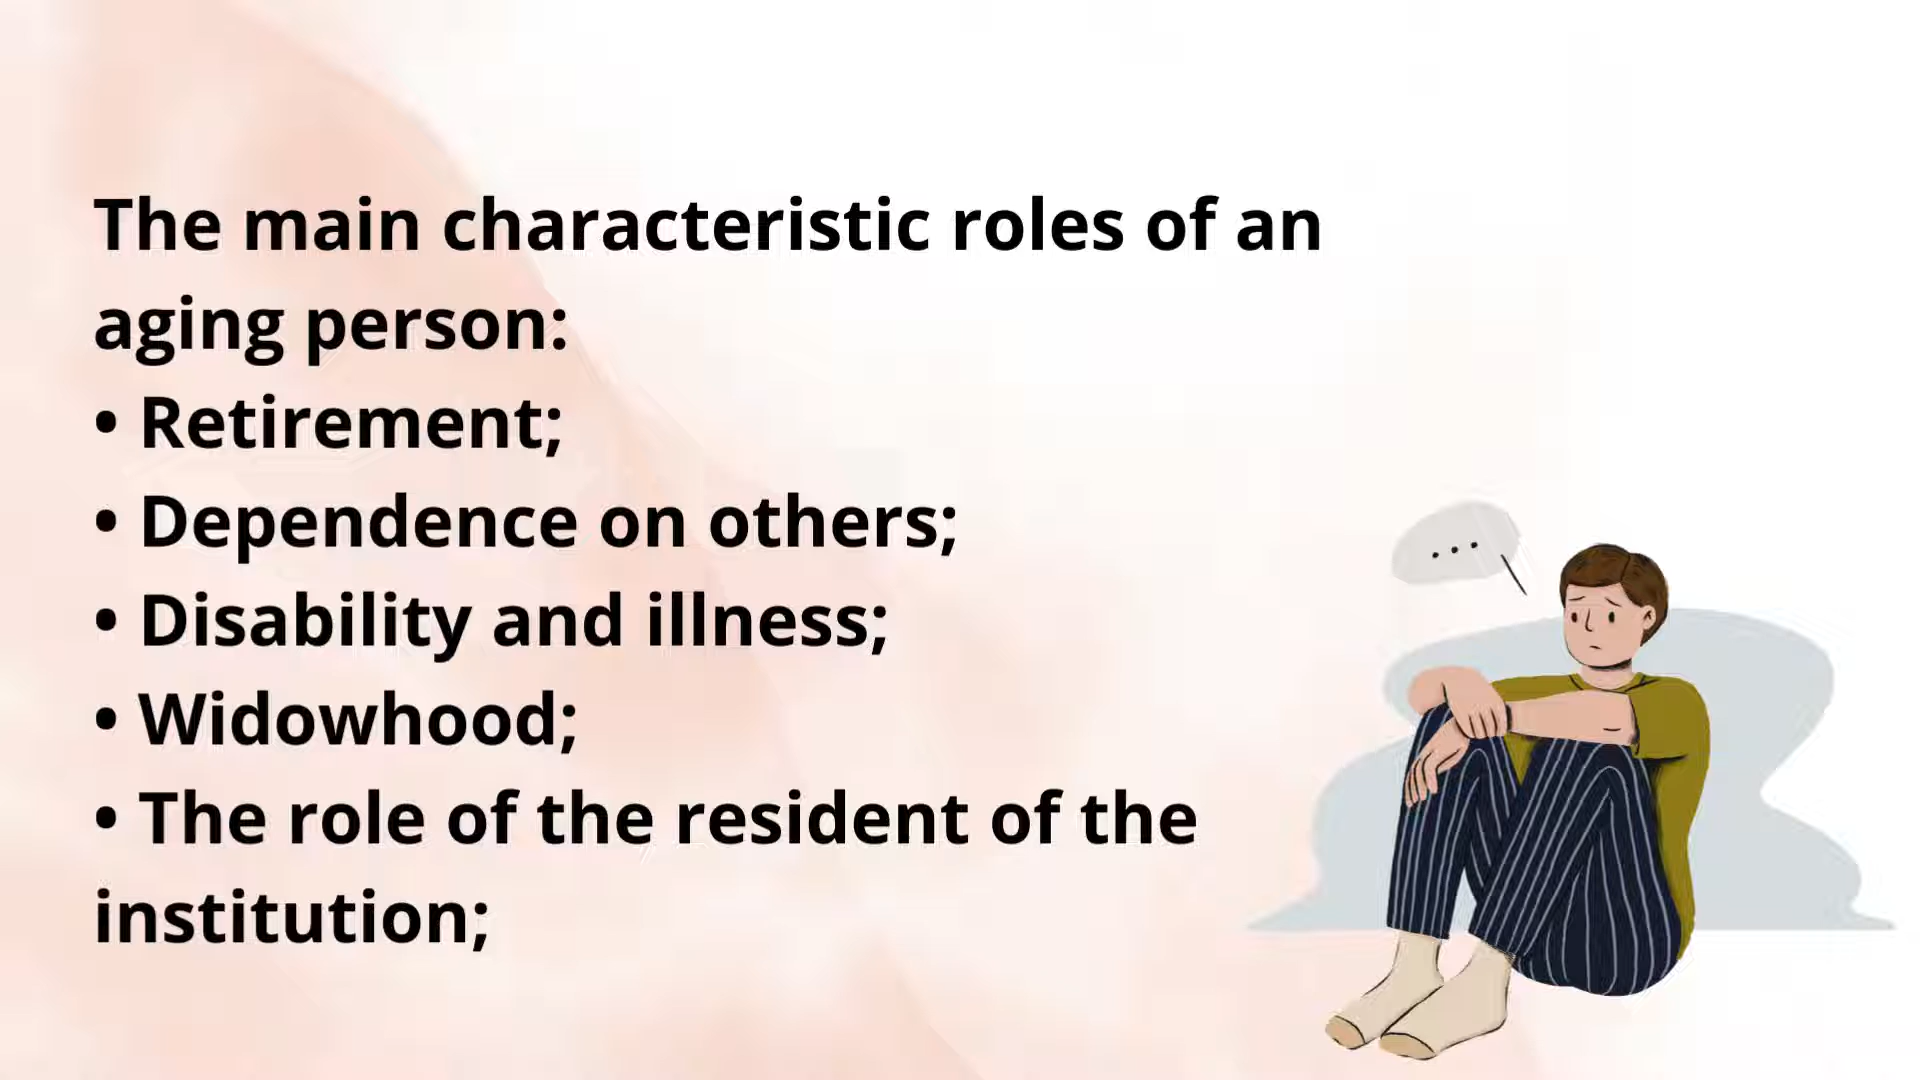 The main characteristic roles of an
aging person:
• Retirement;
• Dependence on others;
• Disability and illness;
• Widowhood;
• The role of the resident of the
institution;
...